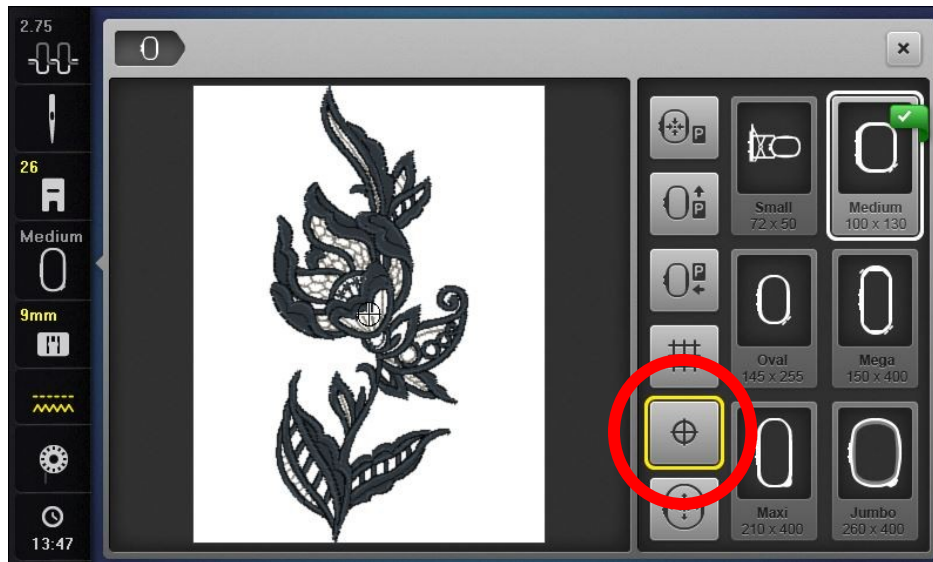 2.75
26
Medium
9mm
13:47
P
P
P
Small
72 x 50
Medium
100 x 130
Oval
145 x 255
Mega
150 x 400
Maxi
210 x 400
Jumbo
260 x 400